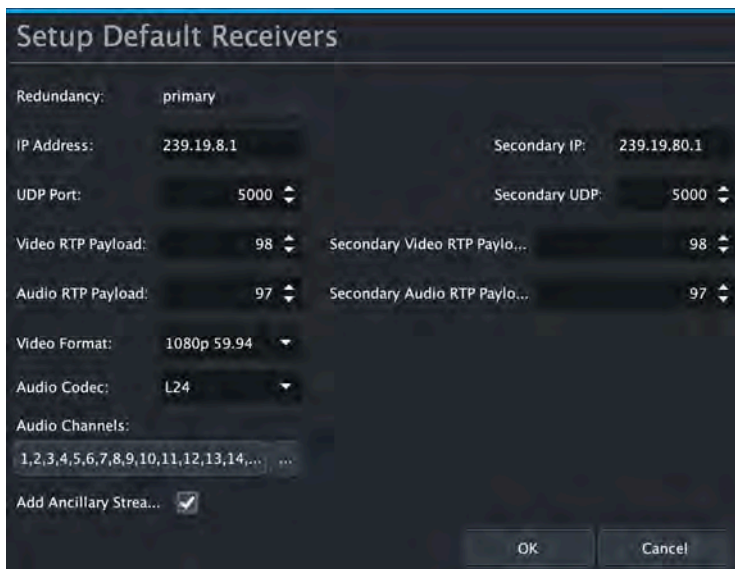 Setup Default Receivers
Redundancy: primary
IP Address: 239.19.8.1 Secondary IP: 239.19.80.1
UDP Port: 5000 Secondary UDP: 5000
Video RTP Payload: 98 Secondary Video RTP Paylo... 98
Audio RTP Payload: 97 Secondary Audio RTP Paylo... 97
Video Format: 1080p 59.94
Audio Codec: L24
Audio Channels:
1,2,3,4,5,6,7,8,9,10,11,12,13,14,... ...
Add Ancillary Strea...
OK Cancel